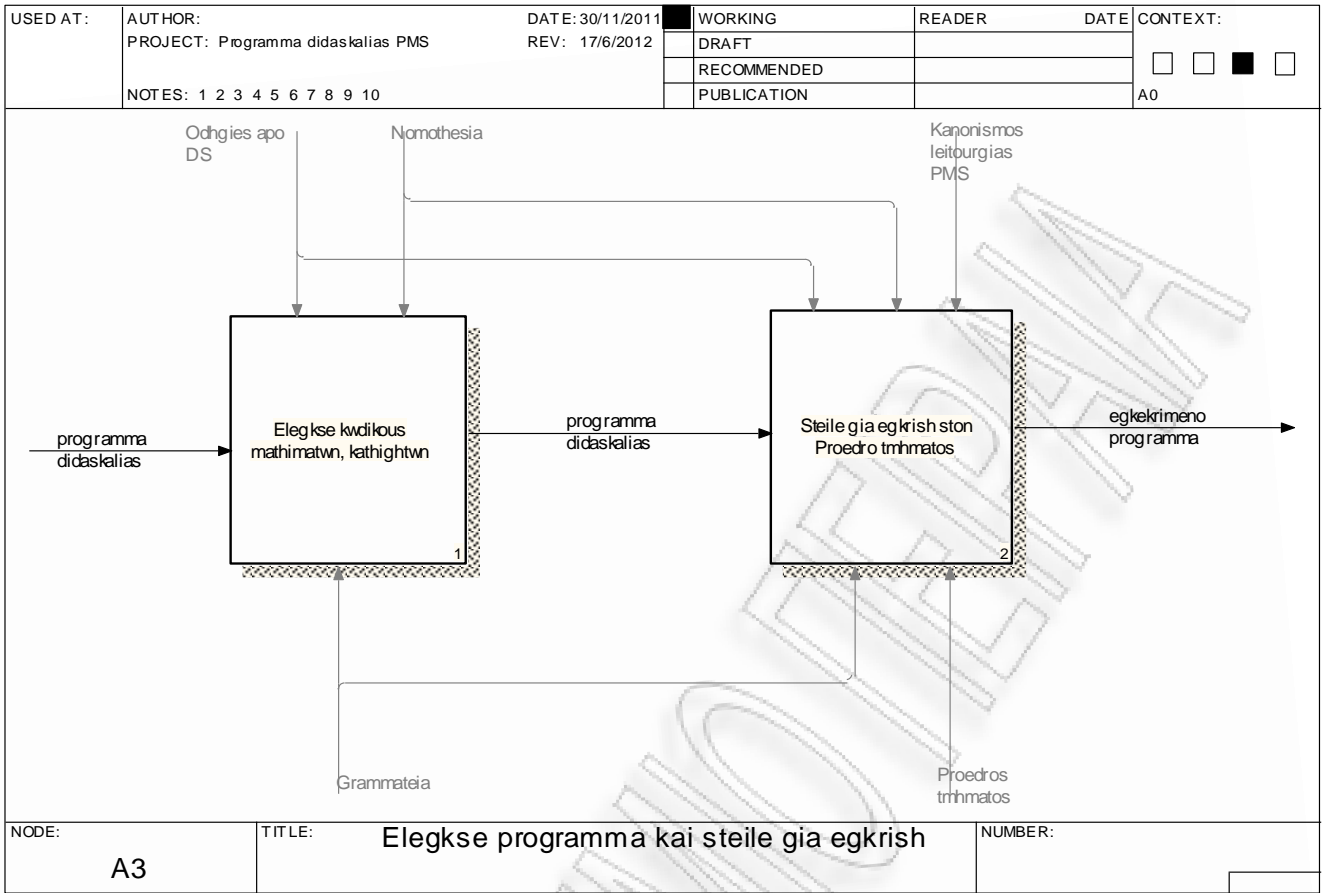 USED AT:
AUTHOR:
DATE: 30/11/2011
PROJECT: Programma didaskalias PMS
REV: 17/6/2012
NOTES: 1 2 3 4 5 6 7 8 9 10
WORKING
DRAFT
RECOMMENDED
PUBLICATION
READER
DATE
CONTEXT:
A0
Odhgies apo
DS
Nomothesia
Kanonismos
leitourgias
PMS
programma
didaskalias
Elegkse kwdikous
mathimatwn, kathightwn
1
programma
didaskalias
Steile gia egkrish ston
Proedro tmhmatos
2
egkekrimeno
programma
Grammateia
Proedros
tmhmatos
NODE:
A3
TITLE:
Elegkse programma kai steile gia egkrish
NUMBER: